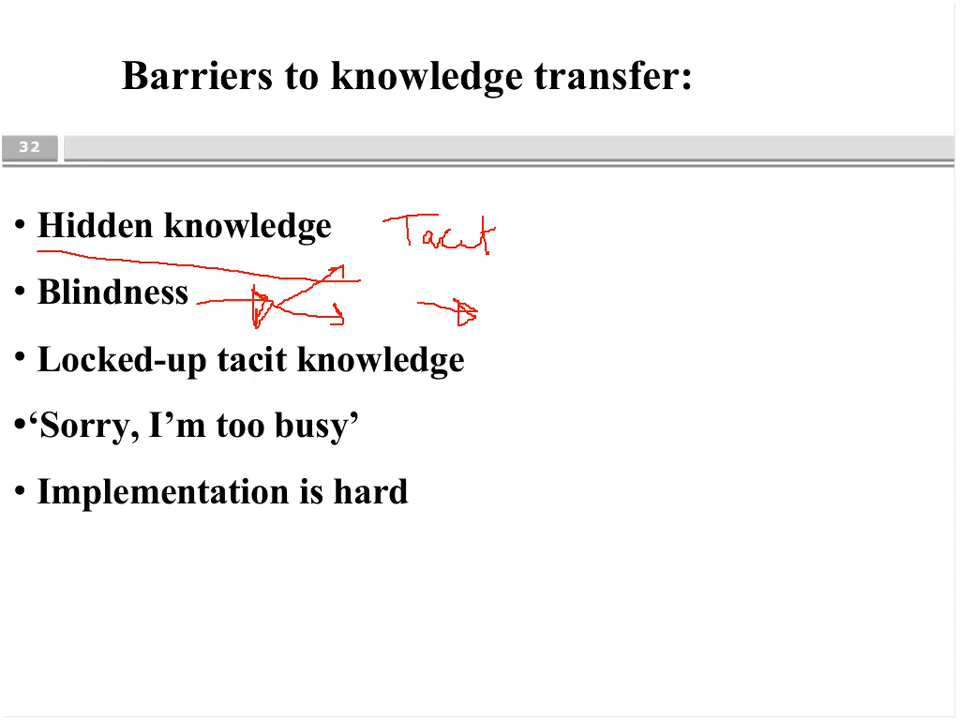 Barriers to knowledge transfer:
32
• Hidden knowledge Tacit
• Blindness
• Locked-up tacit knowledge
•‘Sorry, I’m too busy’
• Implementation is hard